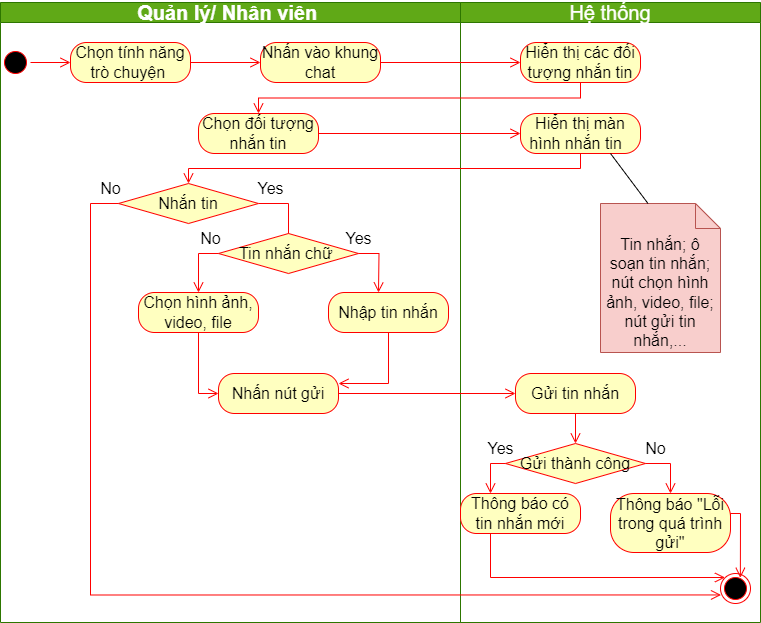 Quản lý/ Nhân viên
Hệ thống
Chọn tính năng
trò chuyện
Nhấn vào khung
chat
Hiển thị các đối
tượng nhắn tin
Chọn đối tượng
nhắn tin
Hiển thị màn
hình nhắn tin
No
Nhắn tin
Yes
No
Tin nhắn chữ
Yes
Tin nhắn; ô
soạn tin nhắn;
nút chọn hình
ảnh, video, file;
nút gửi tin
nhắn,...
Chọn hình ảnh,
video, file
Nhập tin nhắn
Nhấn nút gửi
Gửi tin nhắn
Yes
Gửi thành công
No
Thông báo có
tin nhắn mới
Thông báo "Lỗi
trong quá trình
gửi"